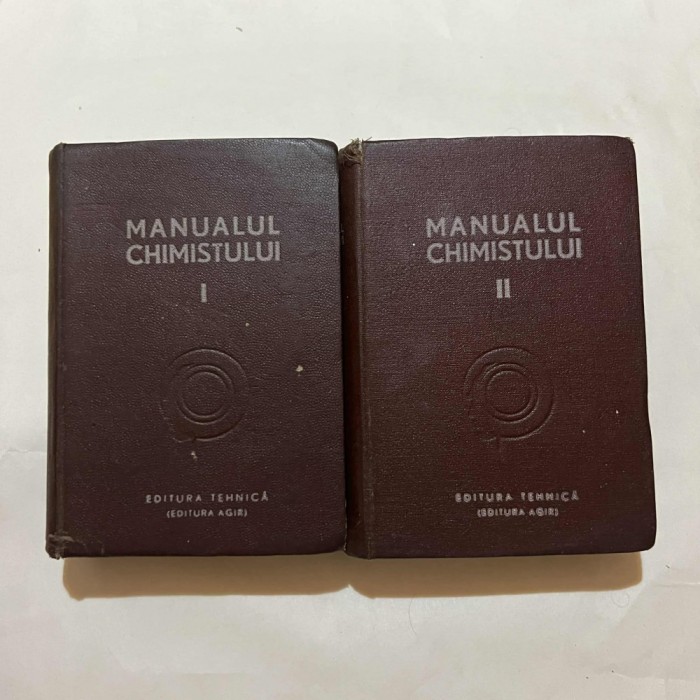 MANUALUL
CHIMISTULUI
I
EDITURA TEHNICĂ
(EDITURA AGIR)
MANUALUL
CHIMISTULUI
II
EDITURA TEHNICĂ
(EDITURA AGIR)